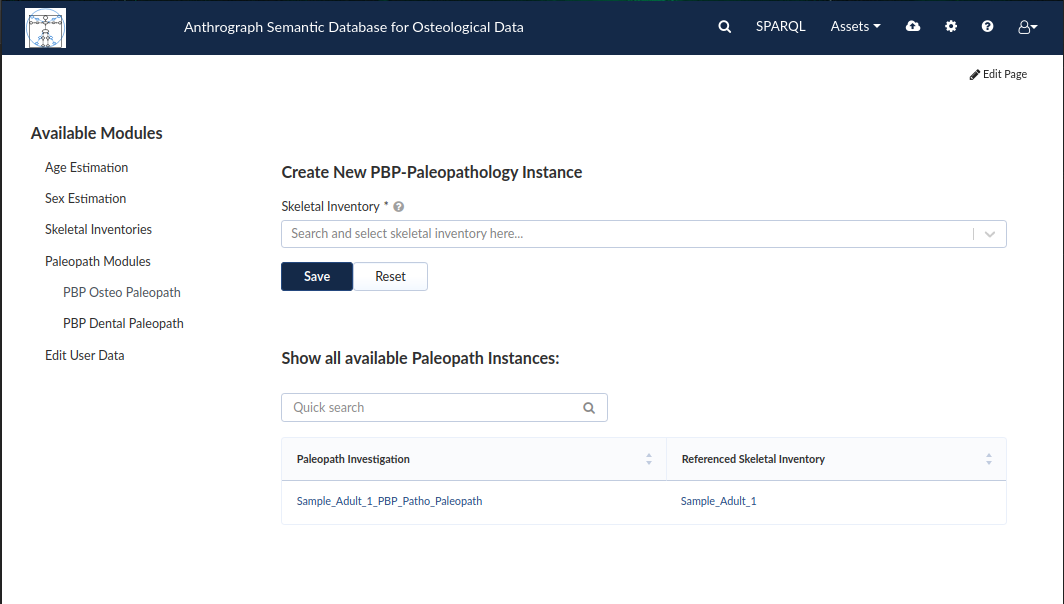 Anthrograph Semantic Database for Osteological Data
SPARQL
Assets
Edit Page
Available Modules
Age Estimation
Sex Estimation
Skeletal Inventories
Paleopath Modules
PBP Osteo Paleopath
PBP Dental Paleopath
Edit User Data
Create New PBP-Paleopathology Instance
Skeletal Inventory *
Search and select skeletal inventory here...
Save Reset
Show all available Paleopath Instances:
Quick search
Paleopath Investigation Referenced Skeletal Inventory
Sample_Adult_1_PBP_Patho_Paleopath Sample_Adult_1